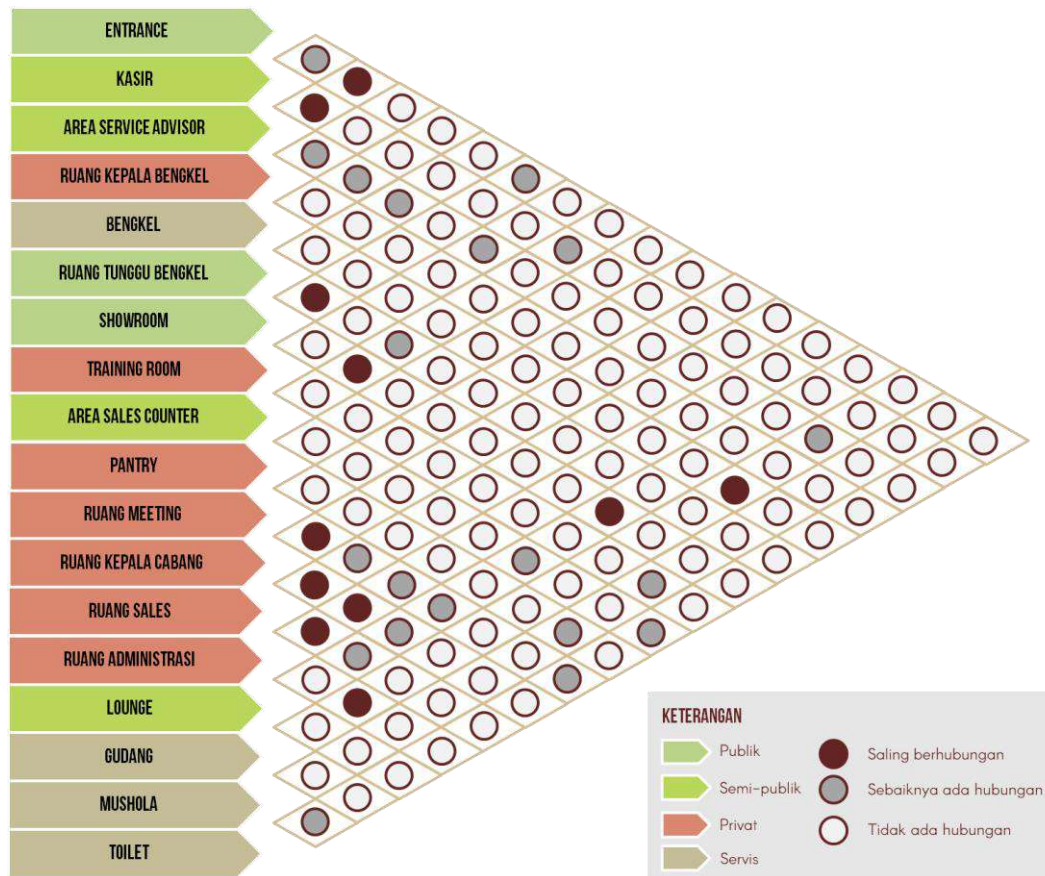 ENTRANCE
KASIR
AREA SERVICE ADVISOR
RUANG KEPALA BENGKEL
BENGKEL
RUANG TUNGGU BENGKEL
SHOWROOM
TRAINING ROOM
AREA SALES COUNTER
PANTRY
RUANG MEETING
RUANG KEPALA CABANG
RUANG SALES
RUANG ADMINISTRASI
LOUNGE
GUDANG
MUSHOLA
TOILET
KETERANGAN
Publik
Semi-publik
Privat
Servis
Saling berhubungan
Sebaiknya ada hubungan
Tidak ada hubungan